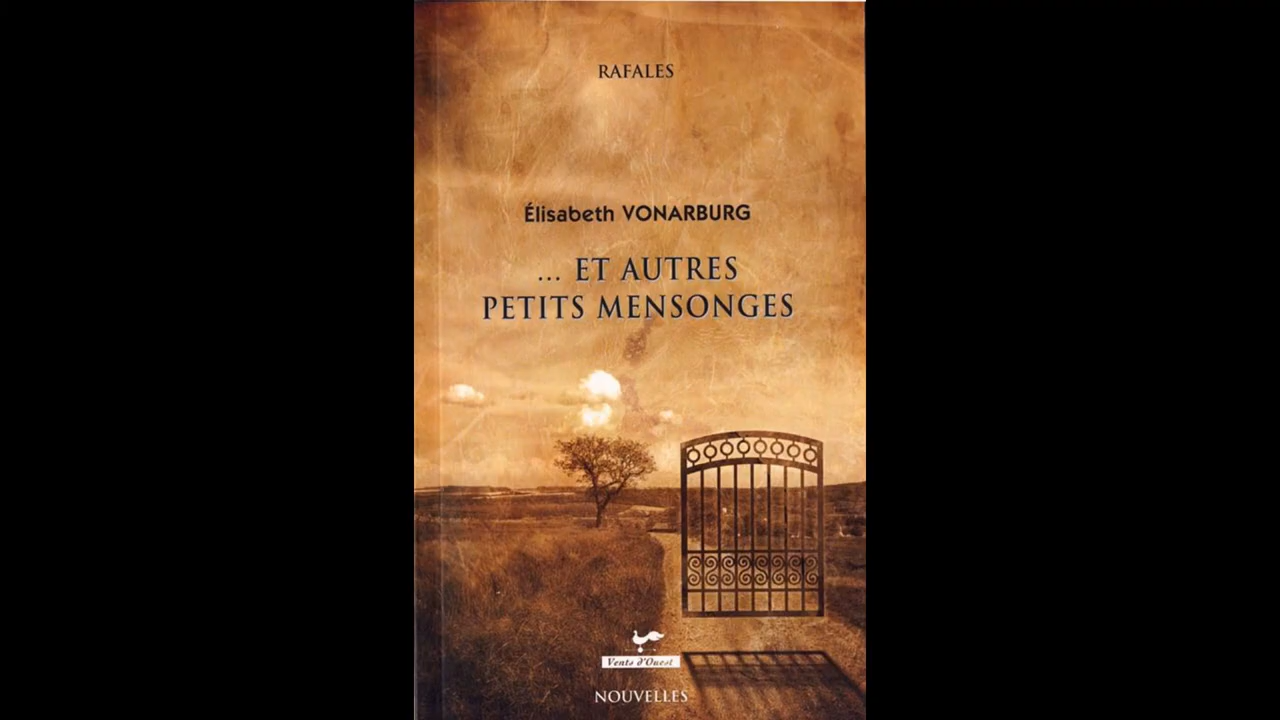 RAFALES
Élisabeth VONARBURG
... ET AUTRES
PETITS MENSONGES
Vents d'Ouest
NOUVELLES